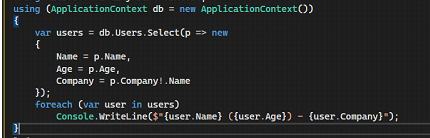 using (ApplicationContext db = new ApplicationContext())
{
    var users = db.Users.Select(p => new
    {
        Name = p.Name,
        Age = p.Age,
        Company = p.Company!.Name
    });
    foreach (var user in users)
        Console.WriteLine($"{user.Name} ({user.Age}) - {user.Company}");
}